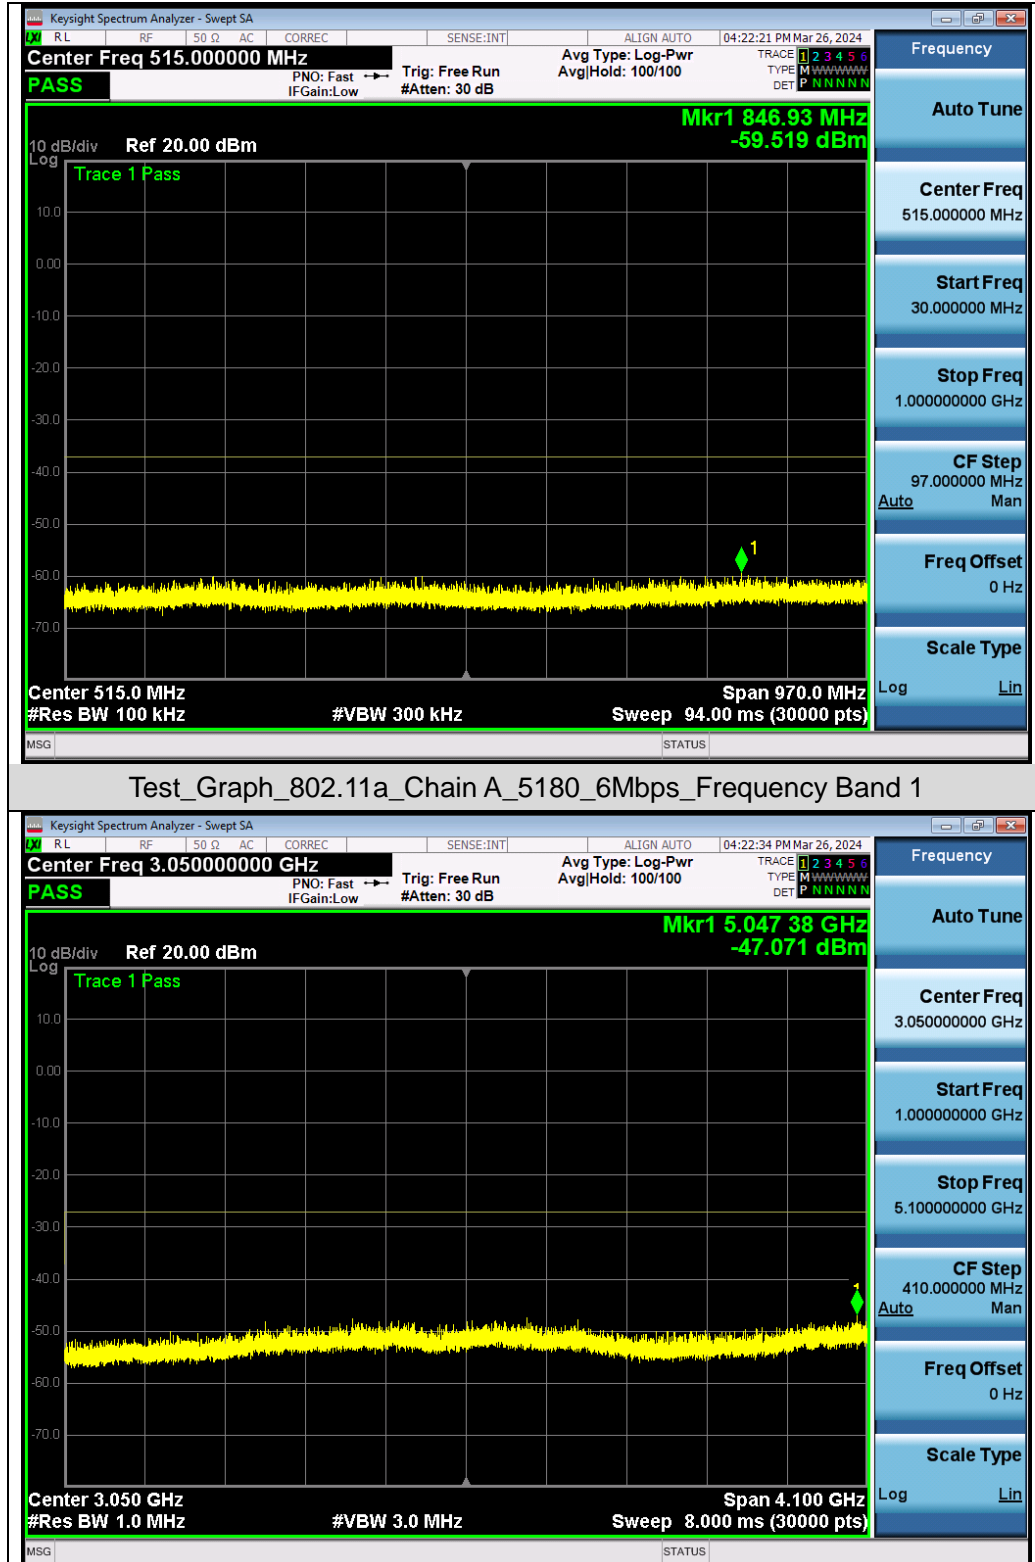 Keysight Spectrum Analyzer - Swept SA
LXI RL RF 50 Ω AC CORREC SENSE:INT ALIGN AUTO 04:22:21 PM Mar 26, 2024
Center Freq 515.000000 MHz Avg Type: Log-Pwr TRACE 1 2 3 4 5 6
PASS PNO: Fast Trig: Free Run Avg|Hold: 100/100 TYPE M WWWWW
IFGain:Low #Atten: 30 dB DET P N N N N N
Mkr1 846.93 MHz
10 dB/div Ref 20.00 dBm -59.519 dBm
Log
Trace 1 Pass
10.0
0.00
-10.0
-20.0
-30.0
-40.0
-50.0
1
-60.0
-70.0
Center 515.0 MHz Span 970.0 MHz
#Res BW 100 kHz #VBW 300 kHz Sweep 94.00 ms (30000 pts)
MSG STATUS
Frequency
Auto Tune
Center Freq
515.000000 MHz
Start Freq
30.000000 MHz
Stop Freq
1.000000000 GHz
CF Step
97.000000 MHz
Auto Man
Freq Offset
0 Hz
Scale Type
Log Lin
Test_Graph_802.11a_Chain A_5180_6Mbps_Frequency Band 1
Keysight Spectrum Analyzer - Swept SA
LXI RL RF 50 Ω AC CORREC SENSE:INT ALIGN AUTO 04:22:34 PM Mar 26, 2024
Center Freq 3.050000000 GHz Avg Type: Log-Pwr TRACE 1 2 3 4 5 6
PASS PNO: Fast Trig: Free Run Avg|Hold: 100/100 TYPE M WWWWW
IFGain:Low #Atten: 30 dB DET P N N N N N
Mkr1 5.047 38 GHz
10 dB/div Ref 20.00 dBm -47.071 dBm
Log
Trace 1 Pass
10.0
0.00
-10.0
-20.0
-30.0
-40.0
1
-50.0
-60.0
-70.0
Center 3.050 GHz Span 4.100 GHz
#Res BW 1.0 MHz #VBW 3.0 MHz Sweep 8.000 ms (30000 pts)
MSG STATUS
Frequency
Auto Tune
Center Freq
3.050000000 GHz
Start Freq
1.000000000 GHz
Stop Freq
5.100000000 GHz
CF Step
410.000000 MHz
Auto Man
Freq Offset
0 Hz
Scale Type
Log Lin